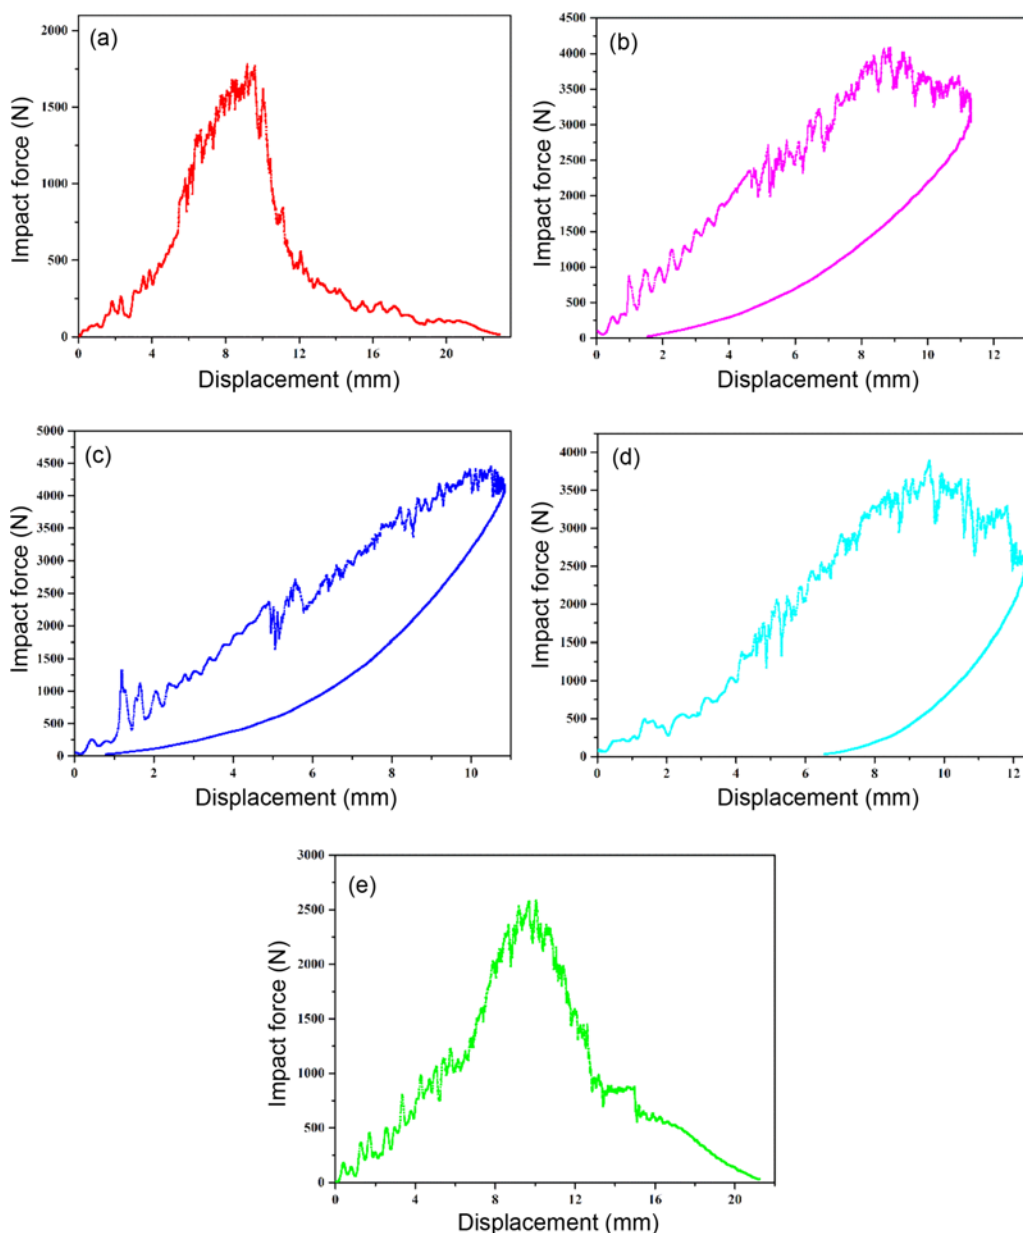 (a)
Impact force (N)
2000
1500
1000
500
0
0 4 8 12 16 20
Displacement (mm)
(b)
Impact force (N)
4500
4000
3500
3000
2500
2000
1500
1000
500
0
0 2 4 6 8 10 12
Displacement (mm)
(c)
Impact force (N)
5000
4500
4000
3500
3000
2500
2000
1500
1000
500
0
0 2 4 6 8 10
Displacement (mm)
(d)
Impact force (N)
4000
3500
3000
2500
2000
1500
1000
500
0
0 2 4 6 8 10 12
Displacement (mm)
(e)
Impact force (N)
3000
2500
2000
1500
1000
500
0
0 4 8 12 16 20
Displacement (mm)